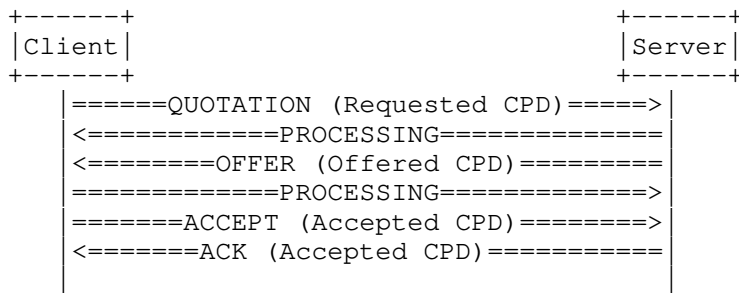 +------+                               +------+
|Client|                               |Server|
+------+                               +------+
   |======QUOTATION (Requested CPD)=====>|
   |<============PROCESSING==============|
   |<========OFFER (Offered CPD)=========|
   |=============PROCESSING=============>|
   |=======ACCEPT (Accepted CPD)========>|
   |<=======ACK (Accepted CPD)===========|
   |                                     |